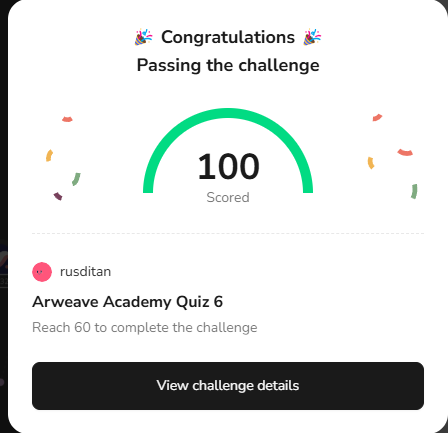 🎉 Congratulations 🎉
Passing the challenge
100
Scored
rusditan
Arweave Academy Quiz 6
Reach 60 to complete the challenge
View challenge details